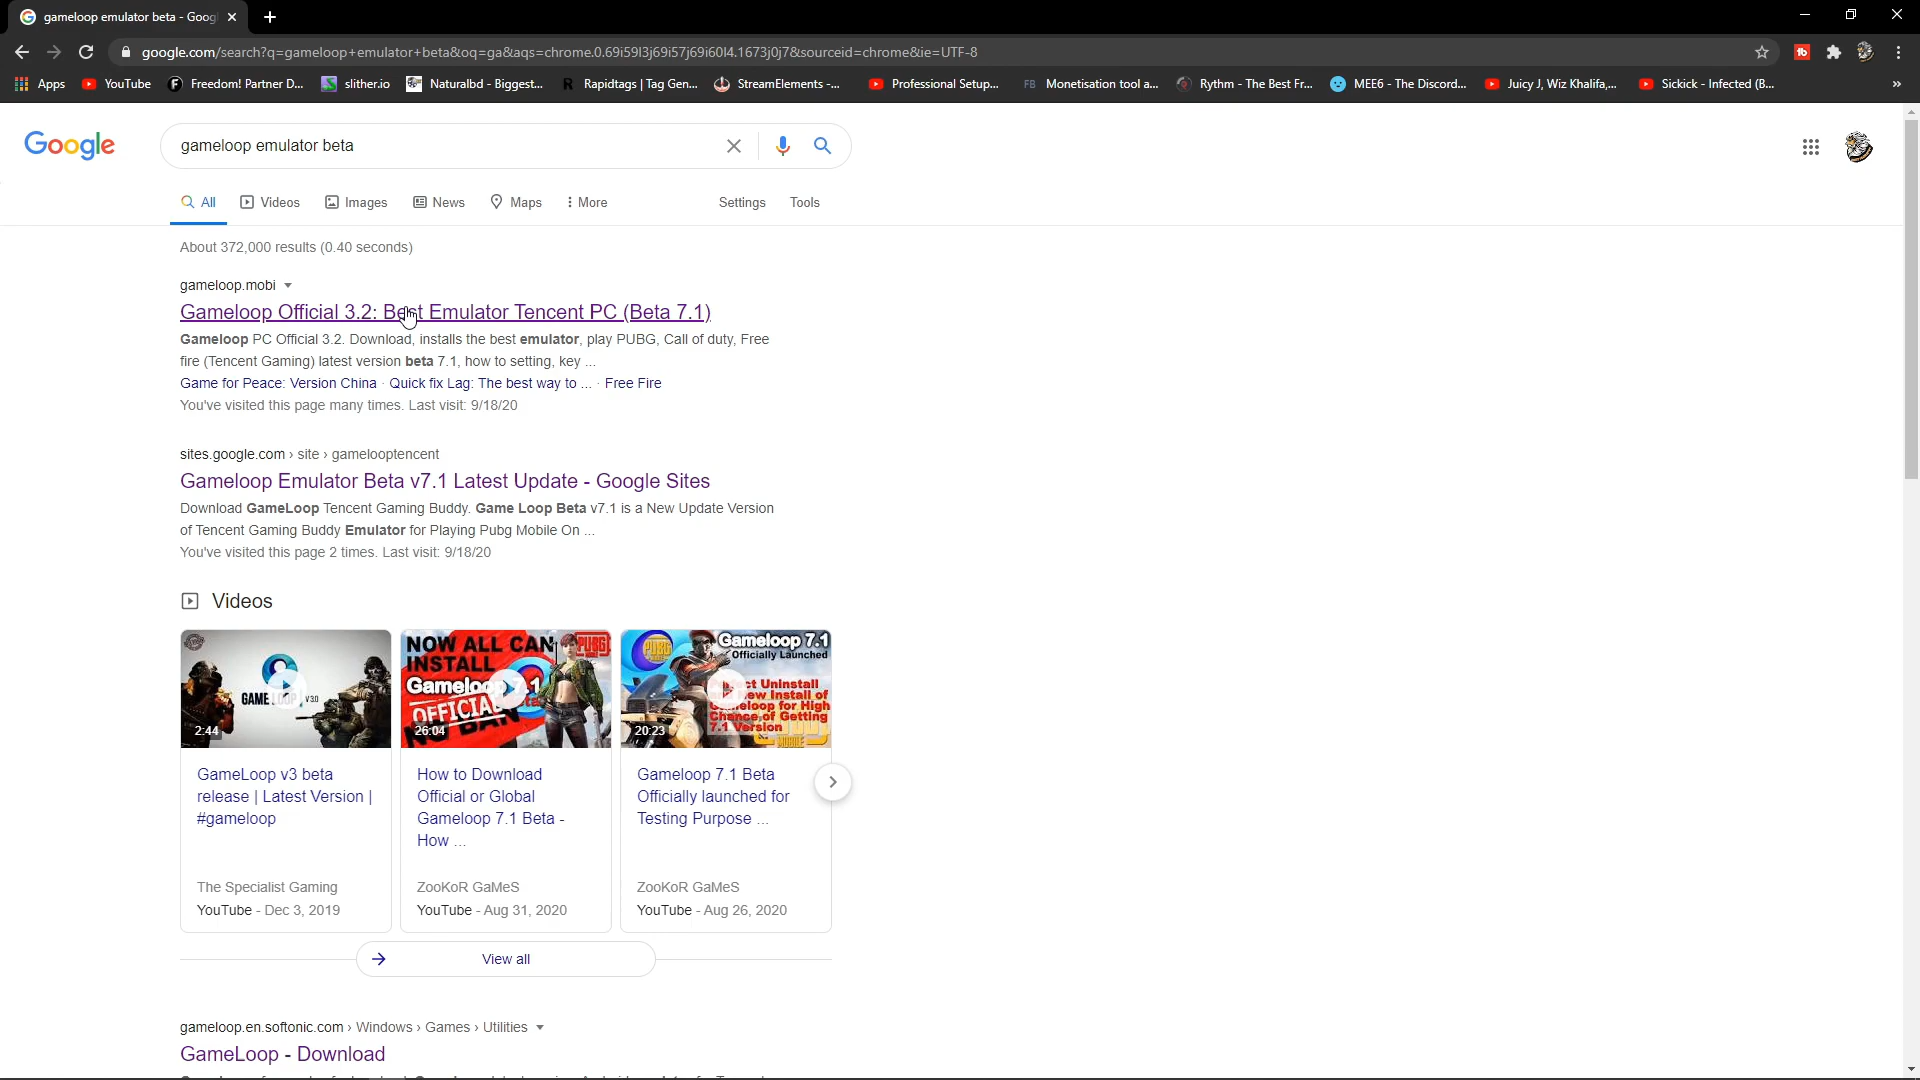 gameloop emulator beta - Goog
google.com/search?q=gameloop+emulator+beta&oq=ga&aqs=chrome.0.69i59l3j69i57j69i60l4.1673j0j7&sourceid=chrome&ie=UTF-8
Apps YouTube Freedom! Partner D... slither.io Naturalbd - Biggest... Rapidtags | Tag Gen... StreamElements -... Professional Setup... FB Monetisation tool a... Rythm - The Best Fr... MEE6 - The Discord... Juicy J, Wiz Khalifa,... Sickick - Infected (B... »
Google gameloop emulator beta
All Videos Images News Maps More Settings Tools
About 372,000 results (0.40 seconds)
gameloop.mobi
Gameloop Official 3.2: Best Emulator Tencent PC (Beta 7.1)
Gameloop PC Official 3.2. Download, installs the best emulator, play PUBG, Call of duty, Free
fire (Tencent Gaming) latest version beta 7.1, how to setting, key ...
Game for Peace: Version China · Quick fix Lag: The best way to ... · Free Fire
You've visited this page many times. Last visit: 9/18/20
sites.google.com › site › gamelooptencent
Gameloop Emulator Beta v7.1 Latest Update - Google Sites
Download GameLoop Tencent Gaming Buddy. Game Loop Beta v7.1 is a New Update Version
of Tencent Gaming Buddy Emulator for Playing Pubg Mobile On ...
You've visited this page 2 times. Last visit: 9/18/20
Videos
GAME LOOP V3.0
2:44
NOW ALL CAN
INSTALL
PUBG
Gameloop 7.1
OFFICIAL
NO BAN
26:04
Gameloop 7.1
Officially Launched
PUBG
Uninstall
New Install of
Gameloop for High
Chance of Getting
7.1 Version
MOBILE
20:23
GameLoop v3 beta
release | Latest Version |
#gameloop
The Specialist Gaming
YouTube - Dec 3, 2019
How to Download
Official or Global
Gameloop 7.1 Beta -
How ...
ZooKoR GaMeS
YouTube - Aug 31, 2020
Gameloop 7.1 Beta
Officially launched for
Testing Purpose ...
ZooKoR GaMeS
YouTube - Aug 26, 2020
View all
gameloop.en.softonic.com › Windows › Games › Utilities
GameLoop - Download